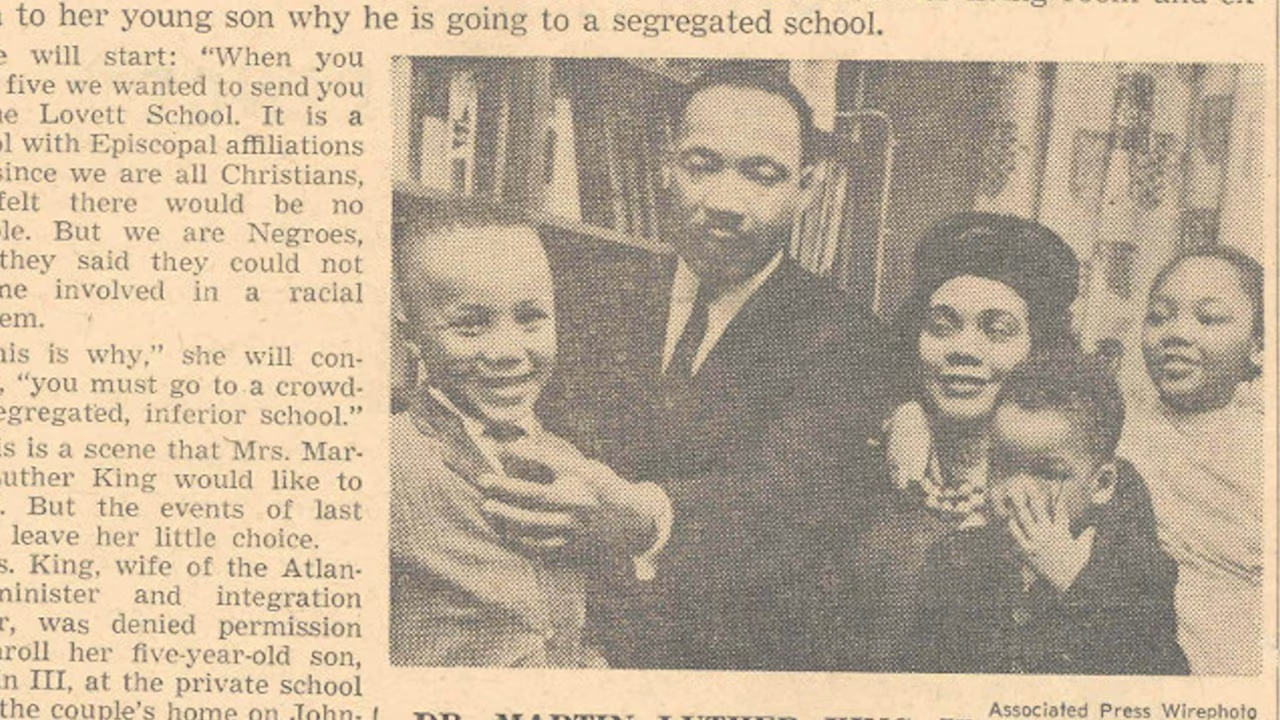 to her young son why he is going to a segregated school.
will start: "When you
five we wanted to send you
Lovett School. It is a
with Episcopal affiliations
since we are all Christians,
felt there would be no
But we are Negroes,
they said they could not
involved in a racial
em.
his is why," she will con-
, "you must go to a crowd-
egregated, inferior school."
is is a scene that Mrs. Mar-
uther King would like to
. But the events of last
leave her little choice.
s. King, wife of the Atlan-
minister and integration
r, was denied permission
nroll her five-year-old son,
n III, at the private school
the couple's home on John-
DR. MARTIN LUTHER KING
Associated Press Wirephoto